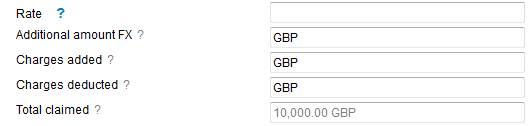 Rate ?
Additional amount FX ? GBP
Charges added ? GBP
Charges deducted ? GBP
Total claimed ? 10,000.00 GBP